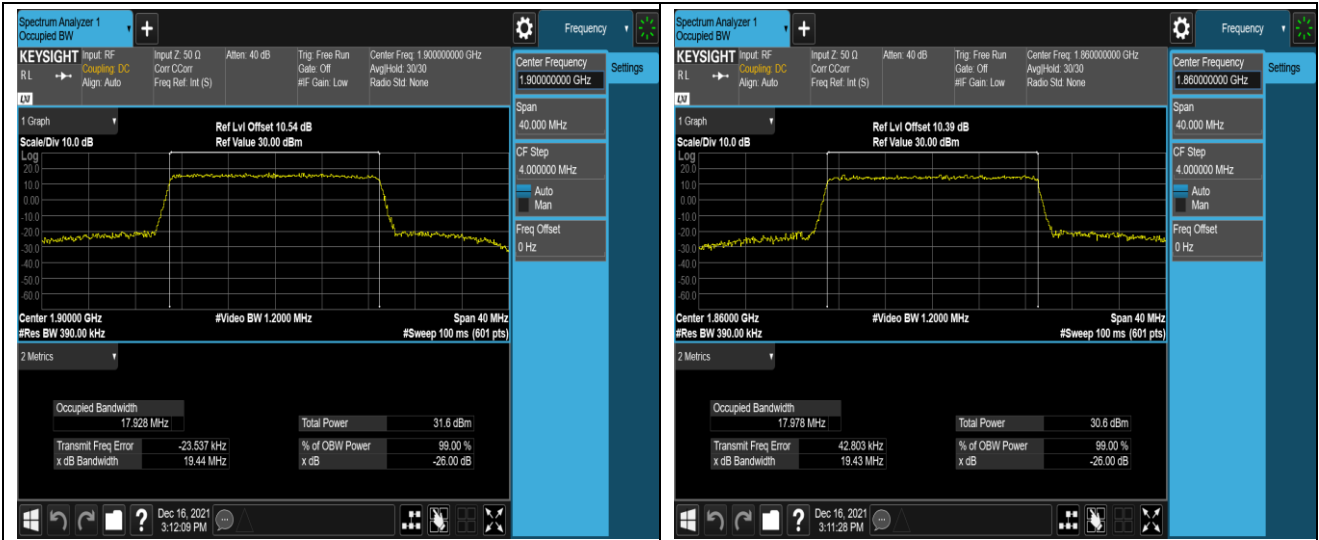 Spectrum Analyzer 1
Occupied BW
+
Frequency
KEYSIGHT Input: RF
Coupling: DC
Align: Auto
Input Z: 50 Ω
Corr CCorr
Freq Ref: Int (S)
Atten: 40 dB
Trig: Free Run
Gate: Off
#IF Gain: Low
Center Freq: 1.900000000 GHz
Avg|Hold: 30/30
Radio Std: None
RL
LXI
Center Frequency
1.900000000 GHz
Settings
Span
40.000 MHz
CF Step
4.000000 MHz
Auto
Man
Freq Offset
0 Hz
1 Graph
Ref Lvl Offset 10.54 dB
Scale/Div 10.0 dB
Ref Value 30.00 dBm
Log
20.0
10.0
0.00
-10.0
-20.0
-30.0
-40.0
-50.0
-60.0
Center 1.90000 GHz
#Video BW 1.2000 MHz
Span 40 MHz
#Res BW 390.00 kHz
#Sweep 100 ms (601 pts)
2 Metrics
Occupied Bandwidth
17.928 MHz
Total Power 31.6 dBm
Transmit Freq Error -23.537 kHz
% of OBW Power 99.00 %
x dB Bandwidth 19.44 MHz
x dB -26.00 dB
?
Dec 16, 2021
3:12:09 PM
Spectrum Analyzer 1
Occupied BW
+
Frequency
KEYSIGHT Input: RF
Coupling: DC
Align: Auto
Input Z: 50 Ω
Corr CCorr
Freq Ref: Int (S)
Atten: 40 dB
Trig: Free Run
Gate: Off
#IF Gain: Low
Center Freq: 1.860000000 GHz
Avg|Hold: 30/30
Radio Std: None
RL
LXI
Center Frequency
1.860000000 GHz
Settings
Span
40.000 MHz
CF Step
4.000000 MHz
Auto
Man
Freq Offset
0 Hz
1 Graph
Ref Lvl Offset 10.39 dB
Scale/Div 10.0 dB
Ref Value 30.00 dBm
Log
20.0
10.0
0.00
-10.0
-20.0
-30.0
-40.0
-50.0
-60.0
Center 1.86000 GHz
#Video BW 1.2000 MHz
Span 40 MHz
#Res BW 390.00 kHz
#Sweep 100 ms (601 pts)
2 Metrics
Occupied Bandwidth
17.978 MHz
Total Power 30.6 dBm
Transmit Freq Error 42.803 kHz
% of OBW Power 99.00 %
x dB Bandwidth 19.43 MHz
x dB -26.00 dB
?
Dec 16, 2021
3:11:28 PM